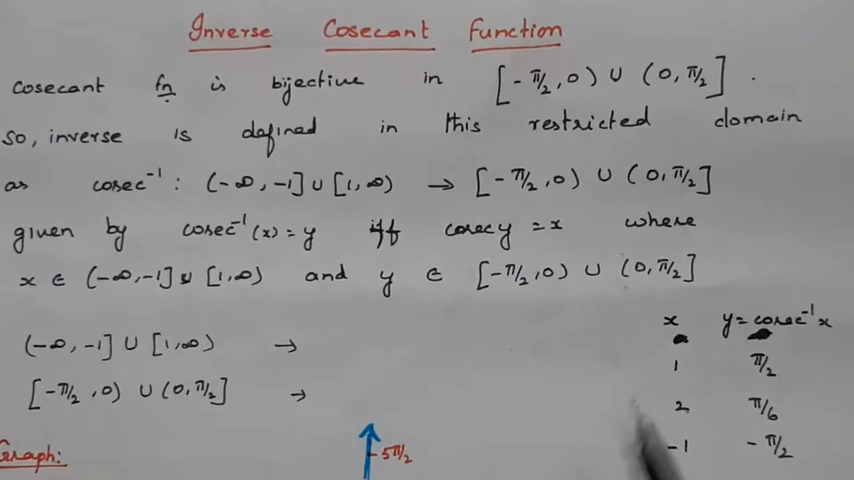 Inverse Cosecant Function
Cosecant fn is bijective in [-π/2, 0) ∪ (0, π/2] .
So, inverse is defined in this restricted domain
as cosec⁻¹ : (-∞, -1] ∪ [1, ∞) → [-π/2, 0) ∪ (0, π/2]
given by cosec⁻¹(x) = y iff cosec y = x where
x ∈ (-∞, -1] ∪ [1, ∞) and y ∈ [-π/2, 0) ∪ (0, π/2]
(-∞, -1] ∪ [1, ∞) →
[-π/2, 0) ∪ (0, π/2] →
x y = cosec⁻¹x
1 π/2
2 π/6
-1 -π/2
Graph:
5π/2